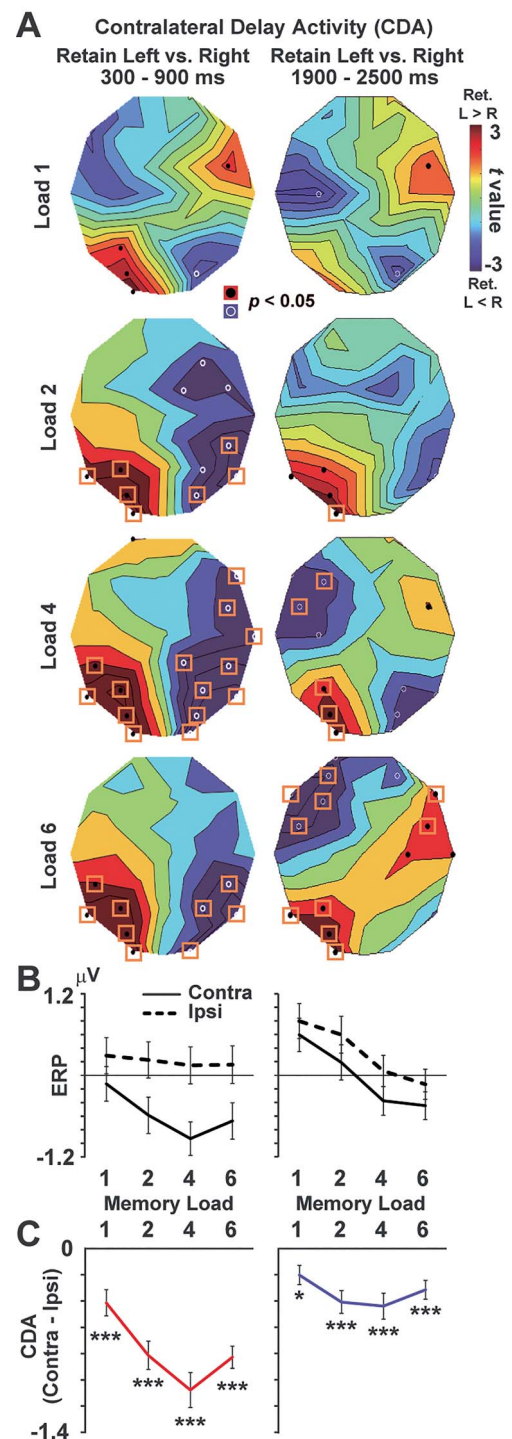 A
Contralateral Delay Activity (CDA)
Retain Left vs. Right
300 - 900 ms
Retain Left vs. Right
1900 - 2500 ms
Ret.
L > R
3
t value
-3
Ret.
L < R
Load 1
p < 0.05
Load 2
Load 4
Load 6
B
μV
1.2
Contra
Ipsi
ERP
-1.2
1 2 4 6
1 2 4 6
Memory Load
C
1 2 4 6
1 2 4 6
0
CDA
(Contra - Ipsi)
***
***
***
***
*
***
***
***
-1.4